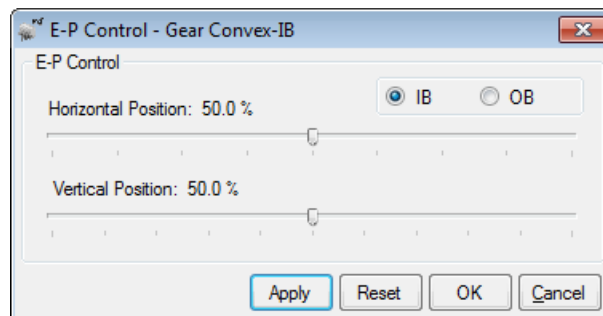 E-P Control - Gear Convex-IB
E-P Control
IB OB
Horizontal Position: 50.0 %
Vertical Position: 50.0 %
Apply Reset OK Cancel